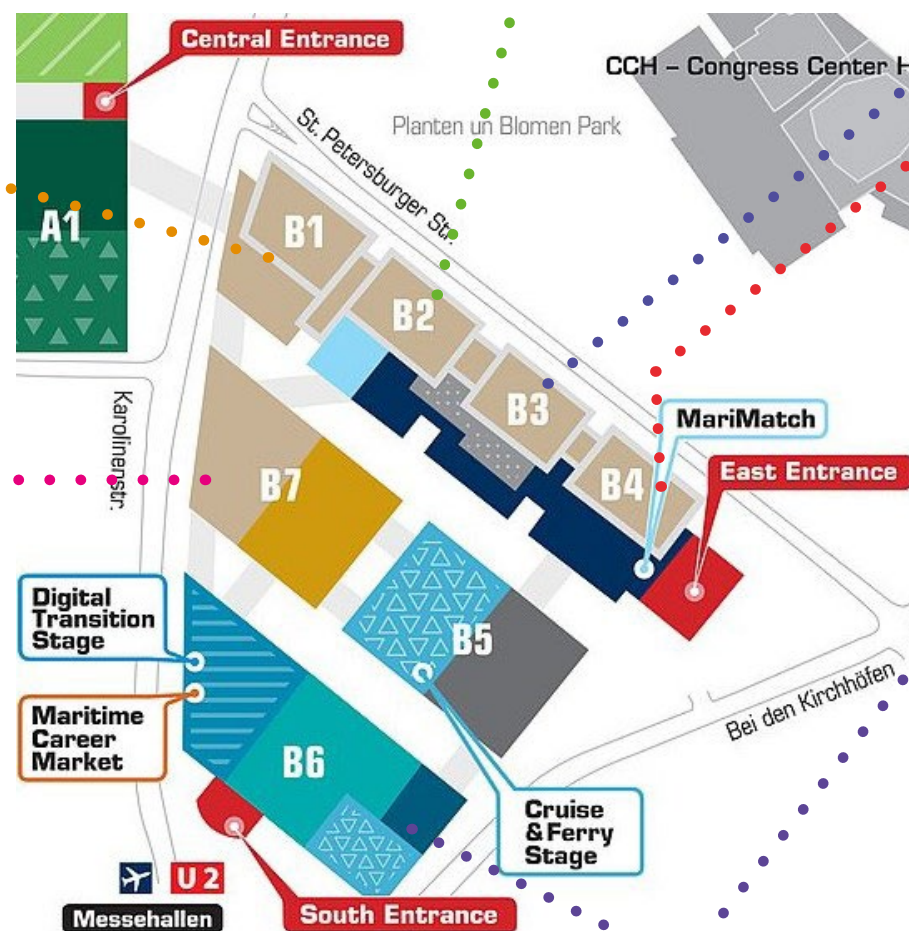 Central Entrance
CCH – Congress Center H
Planten un Blomen Park
St. Petersburger Str.
A1
B1
B2
B3
B4
MariMatch
East Entrance
Karolinenstr.
B7
Digital
Transition
Stage
B5
Maritime
Career
Market
Bei den Kirchhöfen
B6
Cruise
& Ferry
Stage
U2
Messehallen
South Entrance